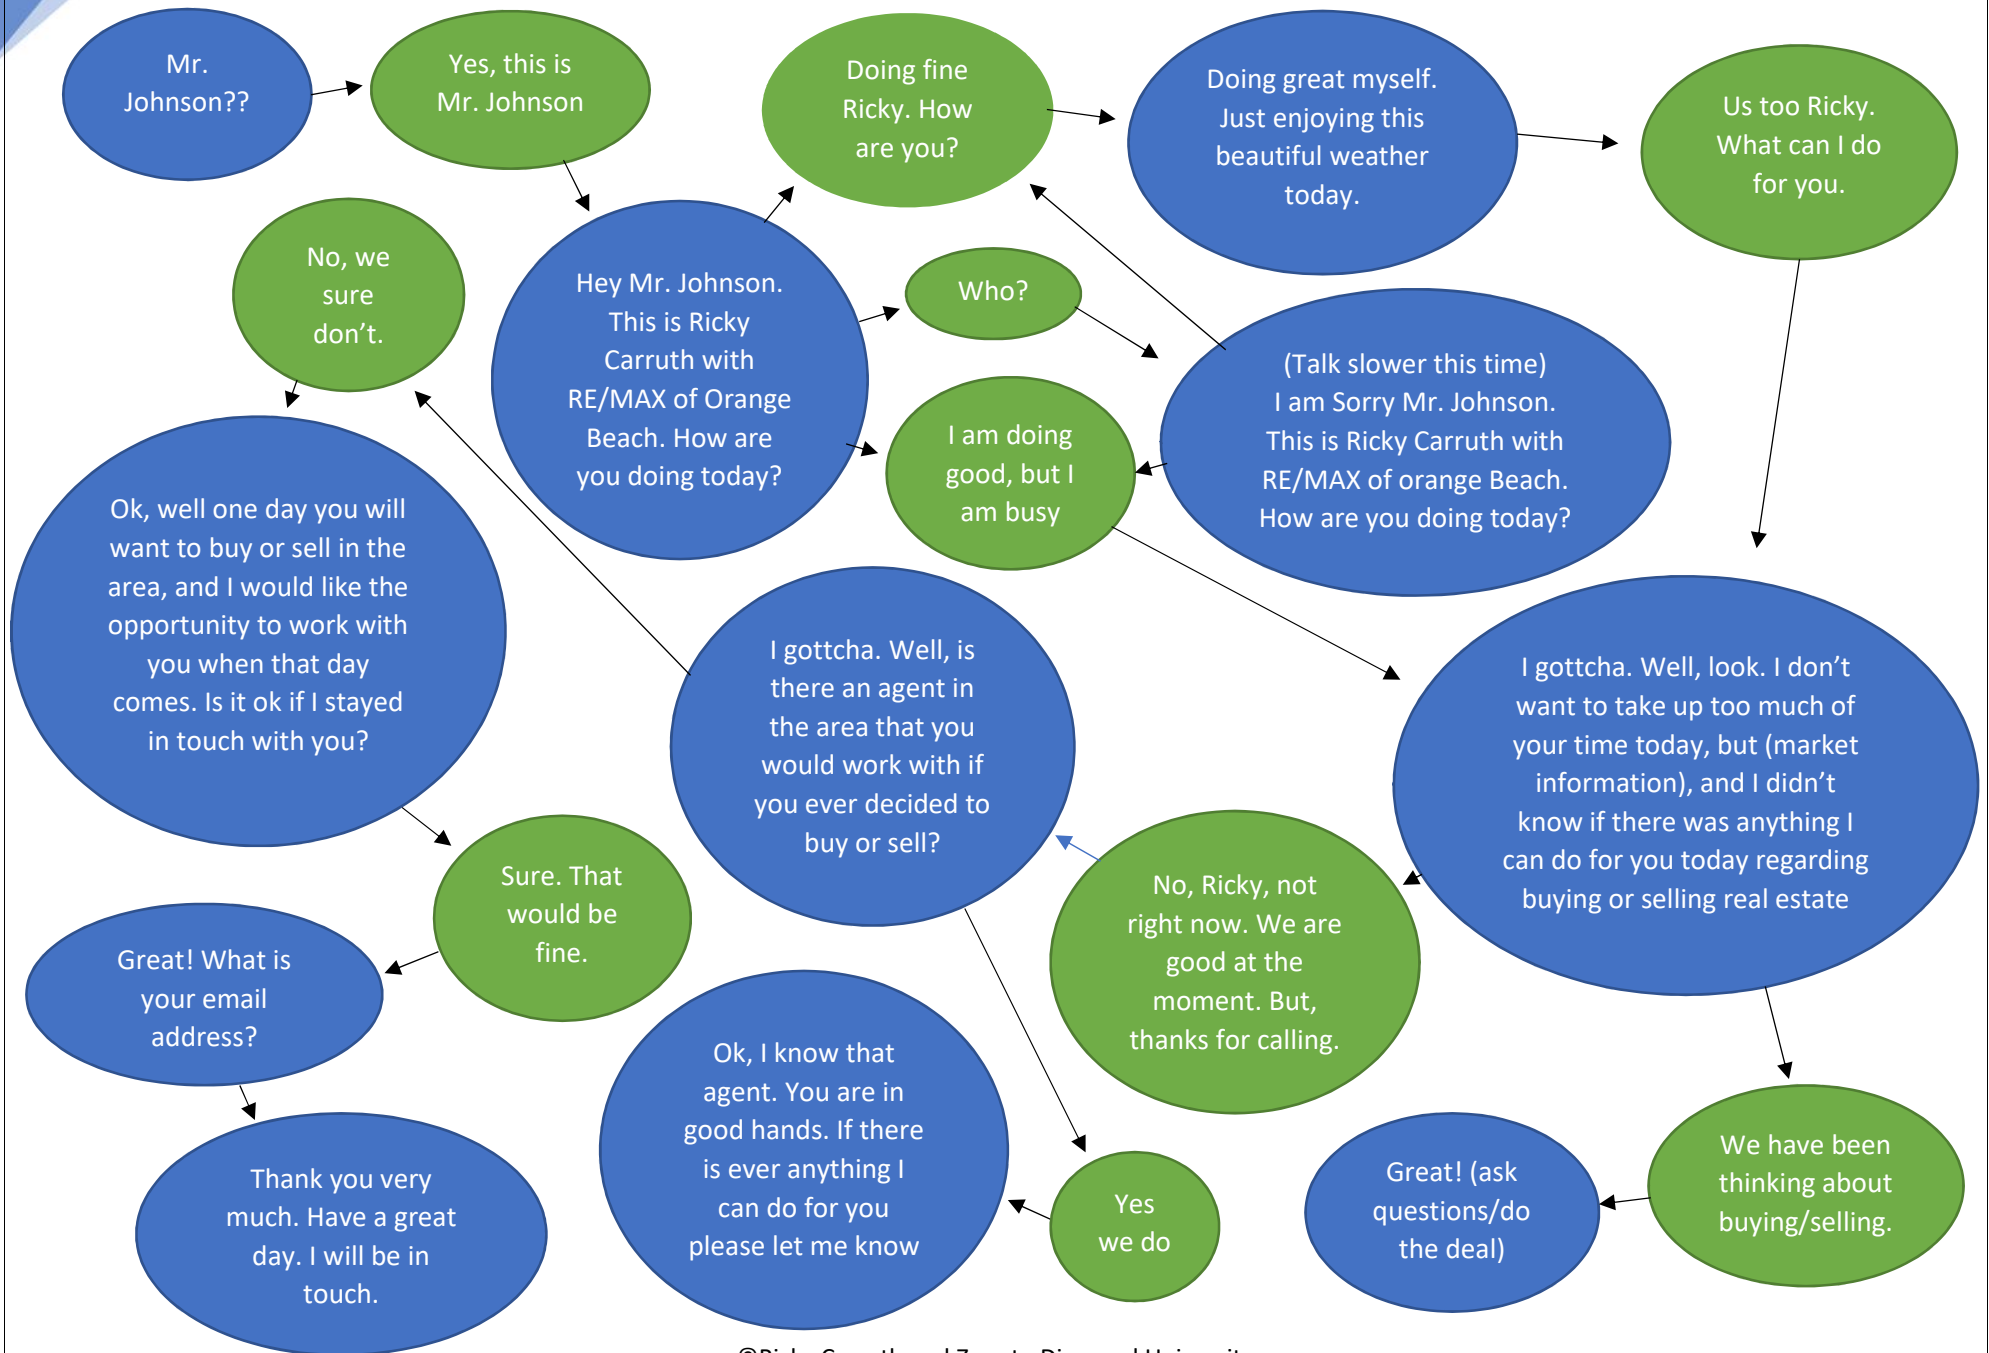 Mr.
Johnson??
Yes, this is
Mr. Johnson
Doing fine
Ricky. How
are you?
Doing great myself.
Just enjoying this
beautiful weather
today.
Us too Ricky.
What can I do
for you.
No, we
sure
don’t.
Hey Mr. Johnson.
This is Ricky
Carruth with
RE/MAX of Orange
Beach. How are
you doing today?
Who?
(Talk slower this time)
I am Sorry Mr. Johnson.
This is Ricky Carruth with
RE/MAX of orange Beach.
How are you doing today?
I am doing
good, but I
am busy
Ok, well one day you will
want to buy or sell in the
area, and I would like the
opportunity to work with
you when that day
comes. Is it ok if I stayed
in touch with you?
I gottcha. Well, is
there an agent in
the area that you
would work with if
you ever decided to
buy or sell?
I gottcha. Well, look. I don’t
want to take up too much of
your time today, but (market
information), and I didn’t
know if there was anything I
can do for you today regarding
buying or selling real estate
Sure. That
would be
fine.
No, Ricky, not
right now. We are
good at the
moment. But,
thanks for calling.
Great! What is
your email
address?
Ok, I know that
agent. You are in
good hands. If there
is ever anything I
can do for you
please let me know
Yes
we do
Great! (ask
questions/do
the deal)
We have been
thinking about
buying/selling.
Thank you very
much. Have a great
day. I will be in
touch.
©Ricky Carruth and Zero to Diamond University